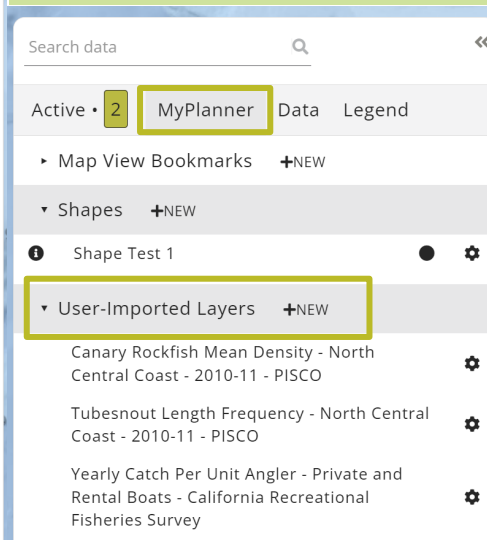 Search data
Active • 2 MyPlanner Data Legend
Map View Bookmarks +NEW
Shapes +NEW
Shape Test 1
User-Imported Layers +NEW
Canary Rockfish Mean Density - North
Central Coast - 2010-11 - PISCO
Tubesnout Length Frequency - North Central
Coast - 2010-11 - PISCO
Yearly Catch Per Unit Angler - Private and
Rental Boats - California Recreational
Fisheries Survey